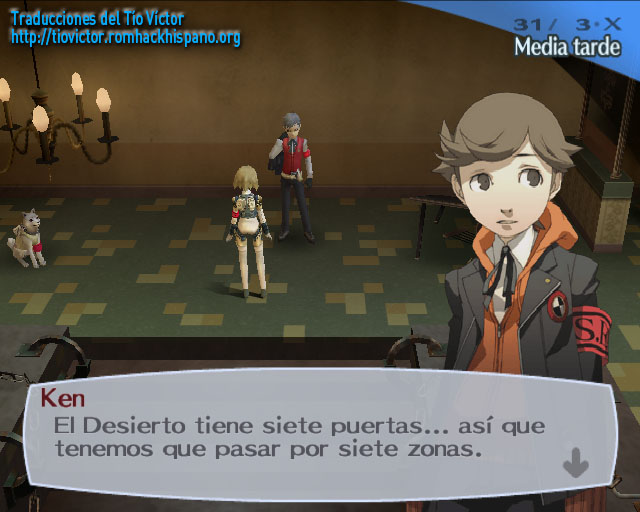 Traducciones del Tio Victor
http://tiovictor.romhackhispano.org
31/ 3·X
Media tarde
S.
Ken
El Desierto tiene siete puertas... así que
tenemos que pasar por siete zonas.